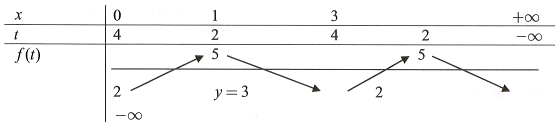 x 0 1 3 +∞
t 4 2 4 2 −∞
f(t) 5 5
2 y = 3 2
−∞